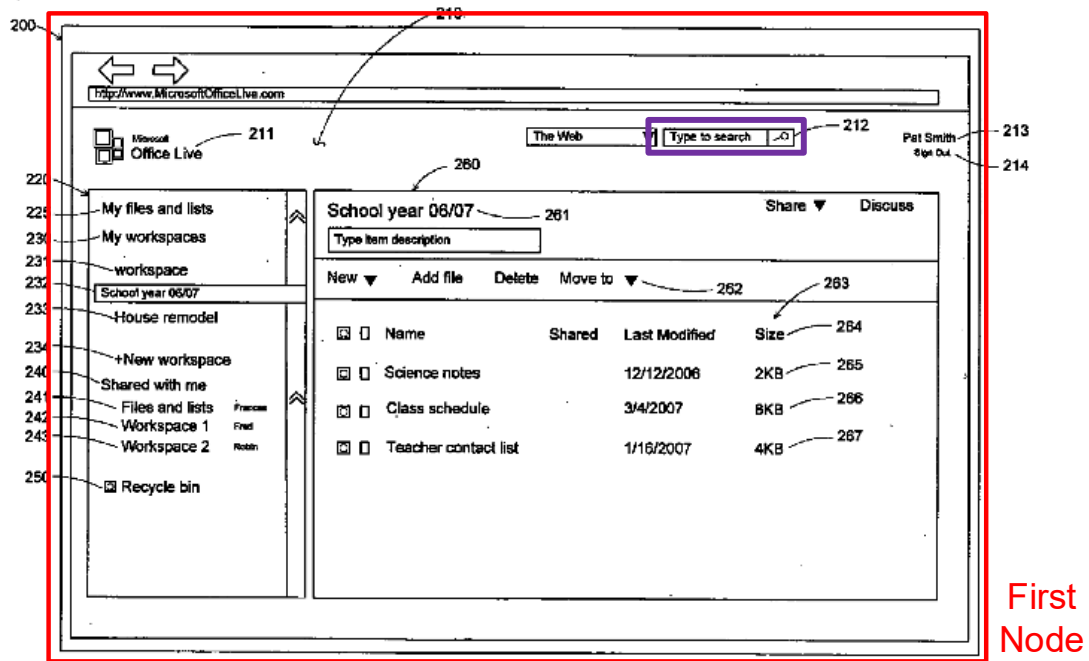 210
200
http://www.MicrosoftOfficeLive.com
Microsoft
Office Live
211
The Web
Type to search
212
Pat Smith
213
Sign Out
214
220
260
225
My files and lists
School year 06/07
261
Share ▼
Discuss
230
My workspaces
Type item description
231
workspace
232
School year 06/07
New ▼
Add file
Delete
Move to ▼
262
263
233
House remodel
Name
Shared
Last Modified
Size
264
234
+New workspace
Science notes
12/12/2006
2KB
265
240
Shared with me
241
Files and lists
Frances
Class schedule
3/4/2007
8KB
266
242
Workspace 1
Fred
243
Workspace 2
Robin
Teacher contact list
1/16/2007
4KB
267
250
Recycle bin
First
Node